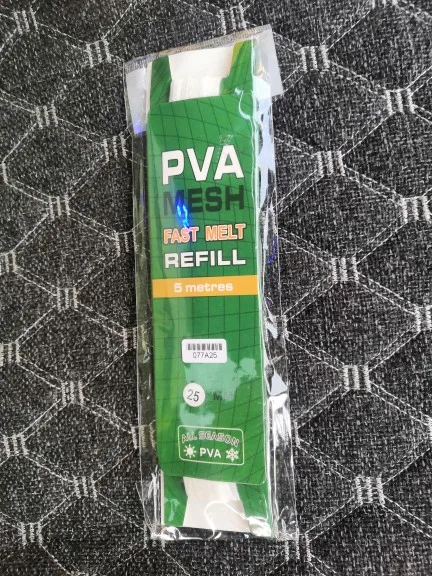 PVA
MESH
FAST MELT
REFILL
5 metres
077A25
25
ALL SEASON
PVA